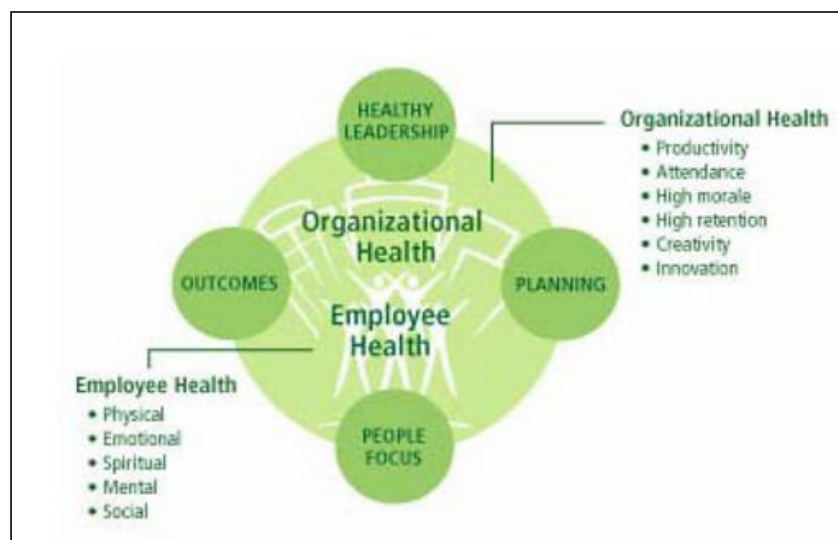 HEALTHY
LEADERSHIP
Organizational Health
• Productivity
• Attendance
• High morale
• High retention
• Creativity
• Innovation
Organizational
Health
OUTCOMES
PLANNING
Employee
Health
Employee Health
• Physical
• Emotional
• Spiritual
• Mental
• Social
PEOPLE
FOCUS